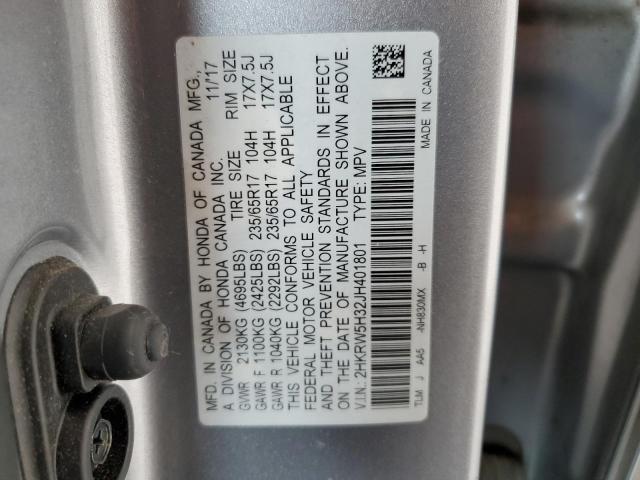 MFD. IN CANADA BY HONDA OF CANADA MFG.,
A DIVISION OF HONDA CANADA INC. 11/17
GVWR 2130KG (4695LBS) TIRE SIZE RIM SIZE
GAWR F 1100KG (2425LBS) 235/65R17 104H 17X7.5J
GAWR R 1040KG (2292LBS) 235/65R17 104H 17X7.5J
THIS VEHICLE CONFORMS TO ALL APPLICABLE
FEDERAL MOTOR VEHICLE SAFETY
AND THEFT PREVENTION STANDARDS IN EFFECT
ON THE DATE OF MANUFACTURE SHOWN ABOVE.
V.I.N.: 2HKRW5H32JH401801 TYPE: MPV
TLM J AA5 -NH830MX -B -H MADE IN CANADA